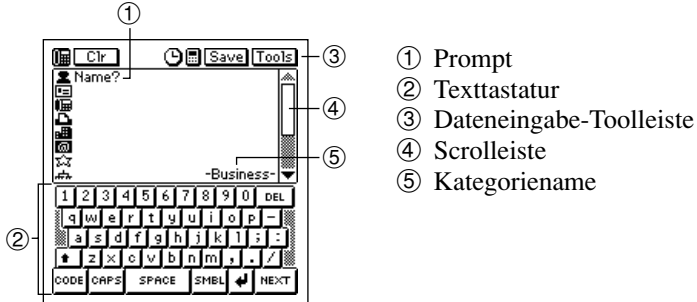 ①
Clr Save Tools
Name?
-Business-
1 2 3 4 5 6 7 8 9 0 DEL
q w e r t y u i o p -
a s d f g h j k l ; :
z x c v b n m , . /
CODE CAPS SPACE SMBL NEXT
③
④
⑤
②
① Prompt
② Texttastatur
③ Dateneingabe-Toolleiste
④ Scrolleiste
⑤ Kategoriename